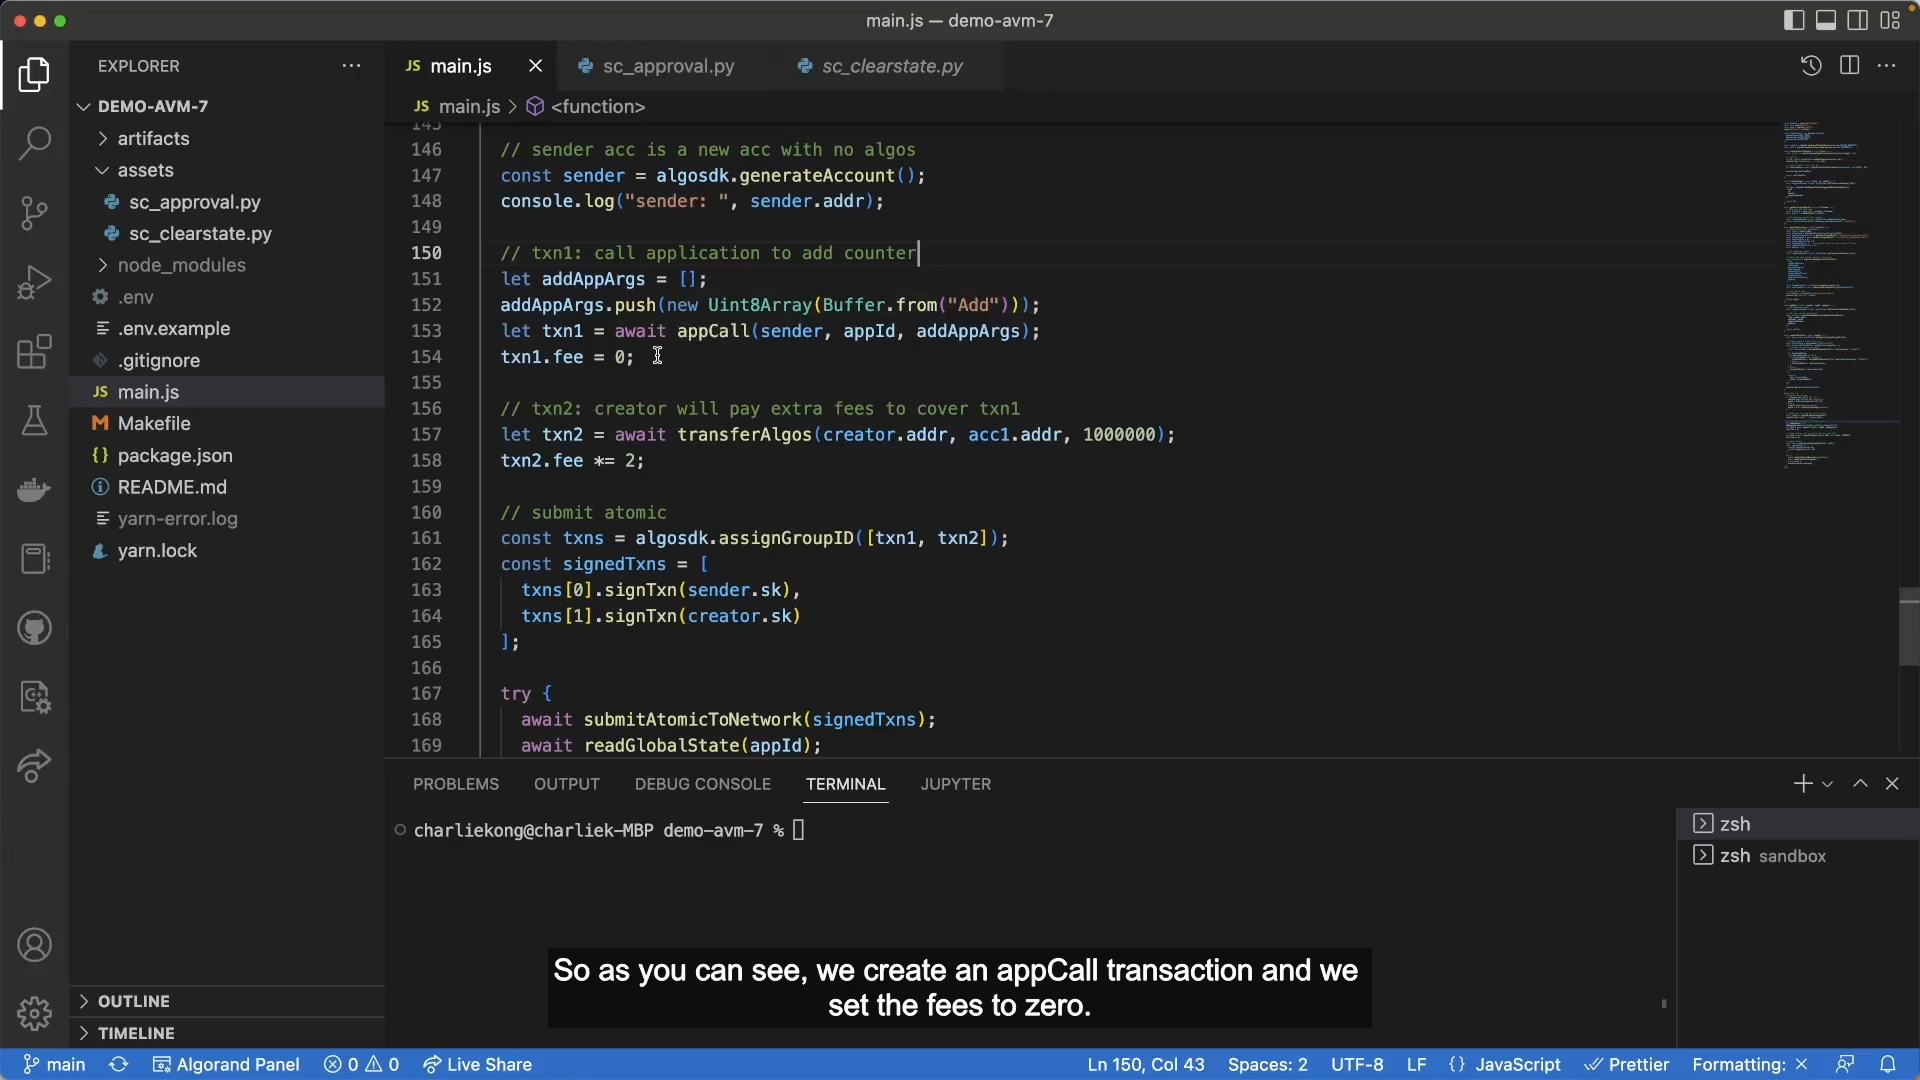 main.js — demo-avm-7
EXPLORER
JS main.js
sc_approval.py
sc_clearstate.py
JS main.js > <function>
DEMO-AVM-7
artifacts
assets
sc_approval.py
sc_clearstate.py
node_modules
.env
.env.example
.gitignore
JS main.js
Makefile
package.json
README.md
yarn-error.log
yarn.lock
OUTLINE
TIMELINE
145
146 // sender acc is a new acc with no algos
147 const sender = algosdk.generateAccount();
148 console.log("sender: ", sender.addr);
149
150 // txn1: call application to add counter
151 let addAppArgs = [];
152 addAppArgs.push(new Uint8Array(Buffer.from("Add")));
153 let txn1 = await appCall(sender, appId, addAppArgs);
154 txn1.fee = 0;
155
156 // txn2: creator will pay extra fees to cover txn1
157 let txn2 = await transferAlgos(creator.addr, acc1.addr, 1000000);
158 txn2.fee *= 2;
159
160 // submit atomic
161 const txns = algosdk.assignGroupID([txn1, txn2]);
162 const signedTxns = [
163 txns[0].signTxn(sender.sk),
164 txns[1].signTxn(creator.sk)
165 ];
166
167 try {
168 await submitAtomicToNetwork(signedTxns);
169 await readGlobalState(appId);
PROBLEMS OUTPUT DEBUG CONSOLE TERMINAL JUPYTER
charliekong@charliek-MBP demo-avm-7 %
zsh
zsh sandbox
So as you can see, we create an appCall transaction and we
set the fees to zero.
main Algorand Panel 0 0 Live Share Ln 150, Col 43 Spaces: 2 UTF-8 LF {} JavaScript Prettier Formatting: ×